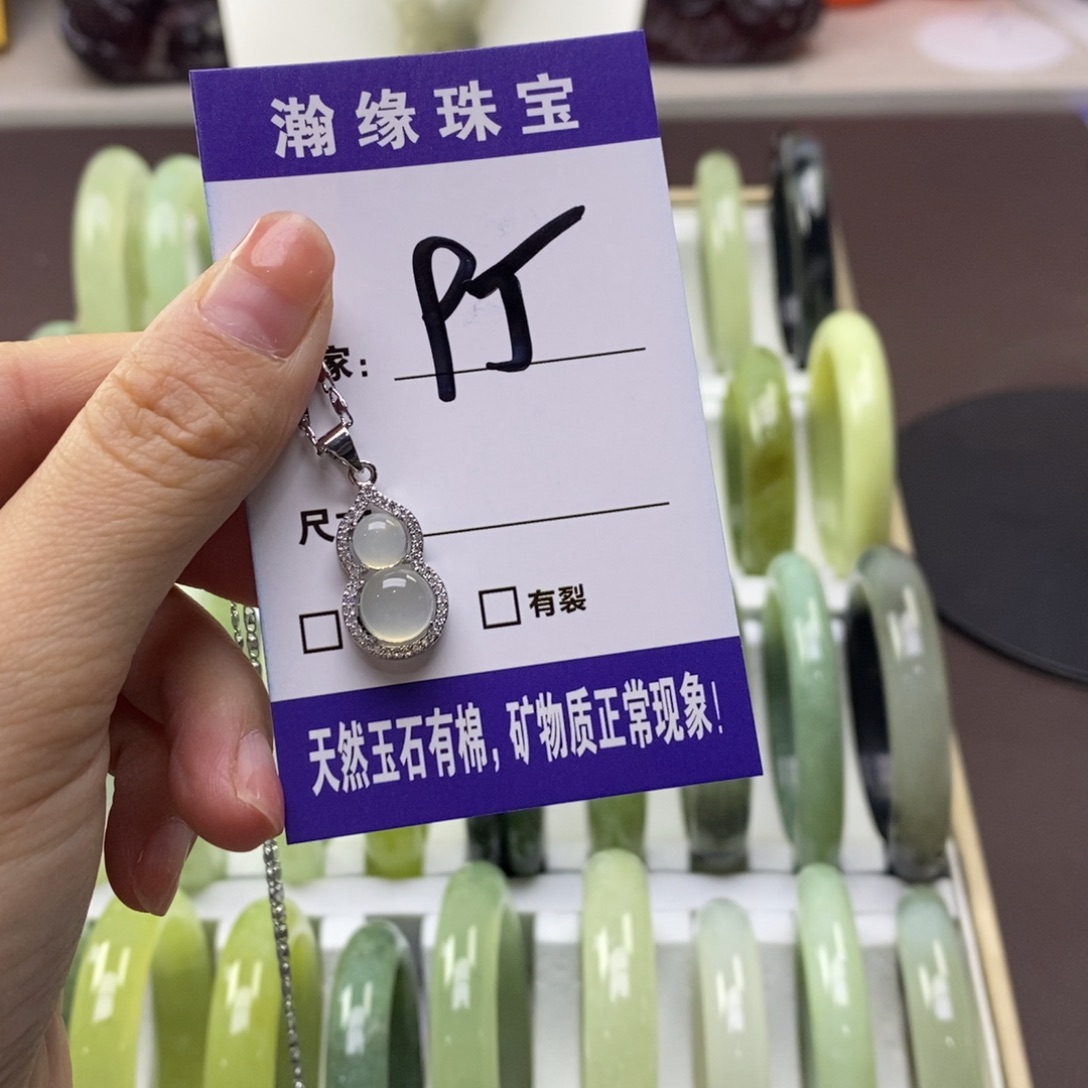 瀚缘珠宝
PJ
家：
尺
有裂
天然玉石有棉，矿物质正常现象！